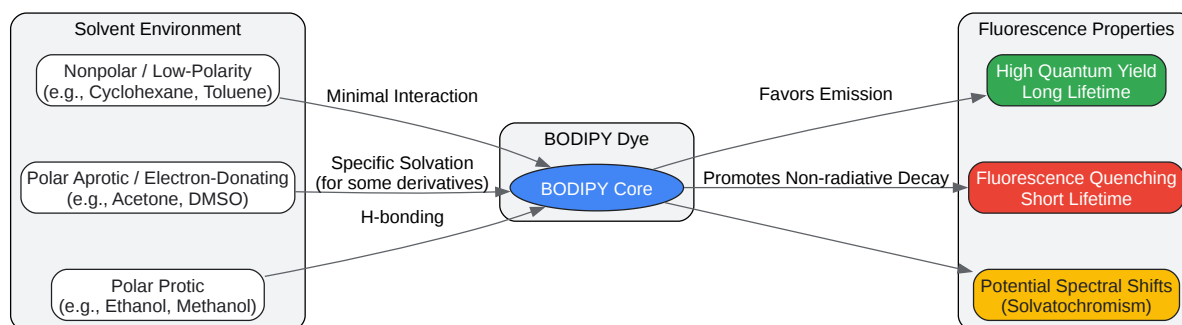 Solvent Environment
Nonpolar / Low-Polarity
(e.g., Cyclohexane, Toluene)
Polar Aprotic / Electron-Donating
(e.g., Acetone, DMSO)
Polar Protic
(e.g., Ethanol, Methanol)
Minimal Interaction
Specific Solvation
(for some derivatives)
H-bonding
BODIPY Dye
BODIPY Core
Favors Emission
Promotes Non-radiative Decay
Fluorescence Properties
High Quantum Yield
Long Lifetime
Fluorescence Quenching
Short Lifetime
Potential Spectral Shifts
(Solvatochromism)